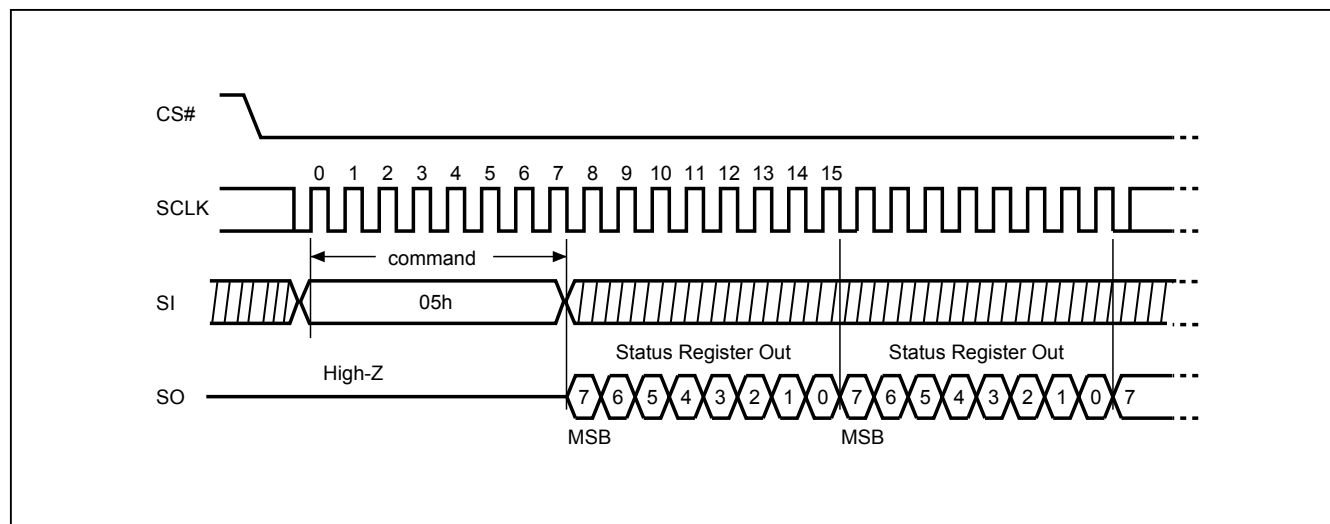 CS#
0 1 2 3 4 5 6 7 8 9 10 11 12 13 14 15
SCLK
command
SI
05h
Status Register Out Status Register Out
High-Z
SO
7 6 5 4 3 2 1 0 7 6 5 4 3 2 1 0 7
MSB MSB